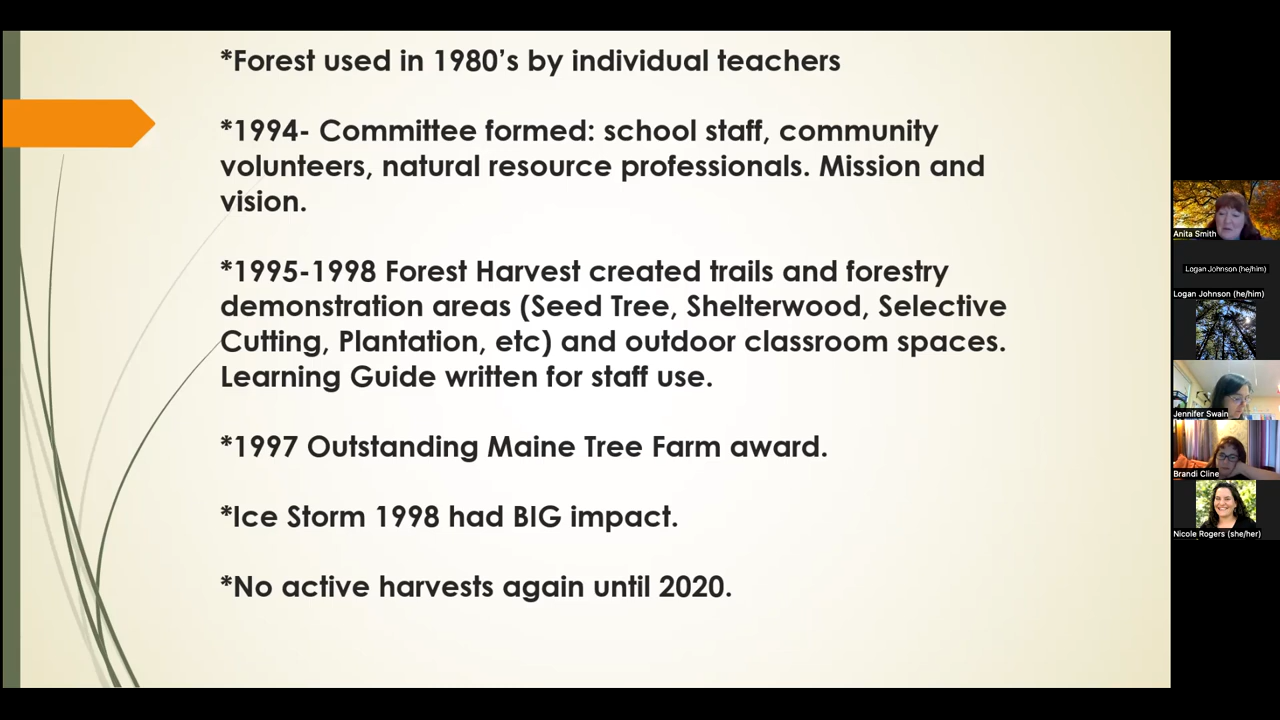 *Forest used in 1980's by individual teachers
*1994- Committee formed: school staff, community
volunteers, natural resource professionals. Mission and
vision.
*1995-1998 Forest Harvest created trails and forestry
demonstration areas (Seed Tree, Shelterwood, Selective
Cutting, Plantation, etc) and outdoor classroom spaces.
Learning Guide written for staff use.
*1997 Outstanding Maine Tree Farm award.
*Ice Storm 1998 had BIG impact.
*No active harvests again until 2020.
Anita Smith
Logan Johnson (he/him)
Logan Johnson (he/him)
Jennifer Swain
Brandi Cline
Nicole Rogers (she/her)